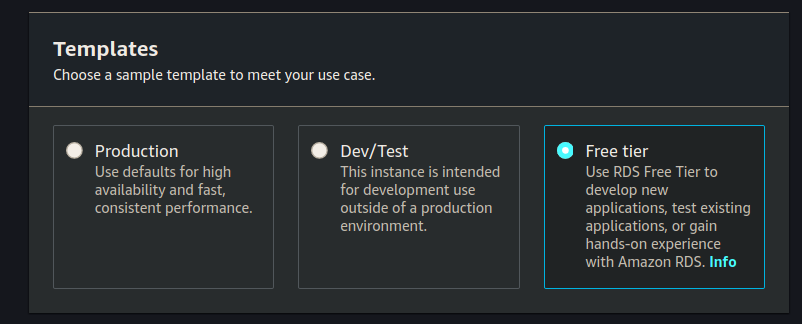 Templates
Choose a sample template to meet your use case.
Production
Use defaults for high
availability and fast,
consistent performance.
Dev/Test
This instance is intended
for development use
outside of a production
environment.
Free tier
Use RDS Free Tier to
develop new
applications, test existing
applications, or gain
hands-on experience
with Amazon RDS. Info